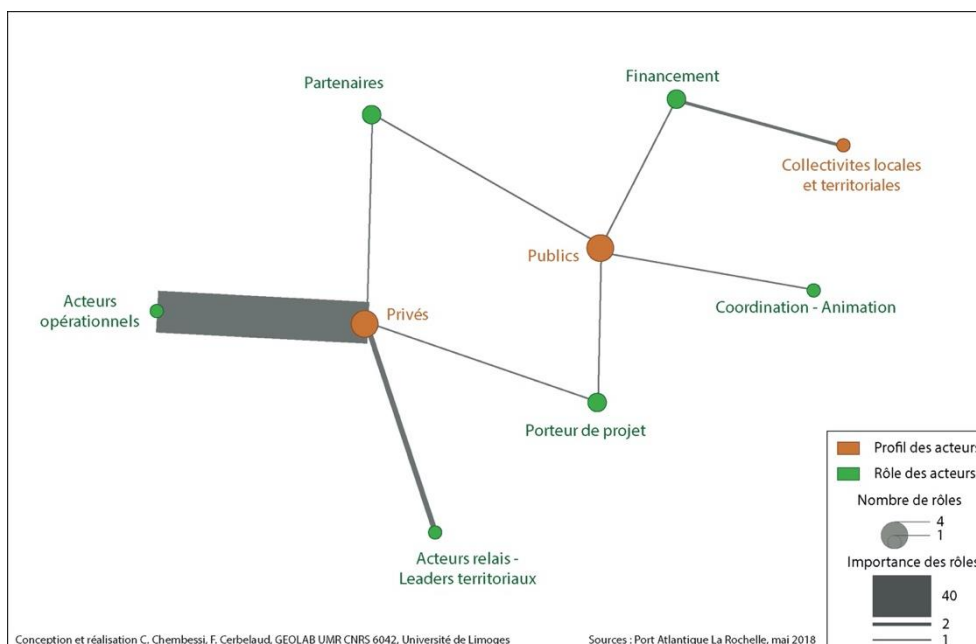 Partenaires
Financement
Collectivites locales
et territoriales
Publics
Coordination - Animation
Acteurs
opérationnels
Privés
Porteur de projet
Acteurs relais -
Leaders territoriaux
Profil des acteurs
Rôle des acteurs
Nombre de rôles
4
1
Importance des rôles
40
2
1
Conception et réalisation C. Chembessi, F. Cerbelaud, GEOLAB UMR CNRS 6042, Université de Limoges
Sources : Port Atlantique La Rochelle, mai 2018